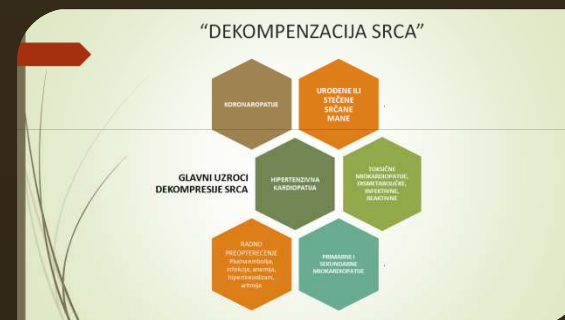 “DEKOMPENZACIJA SRCA”
KORONAROPATIJE
UROĐENE ILI
STEČENE
SRČANE
MANE
GLAVNI UZROCI
DEKOMPRESIJE SRCA
HIPERTENZIVNA
KARDIOPATIJA
TOKSIČNE
MIOKARDIOPATIJE,
DISMETABOLIČKE,
INFEKTIVNE,
REAKTIVNE
RADNO
PREOPTEREĆENJE
Plućna embolija,
infekcije, anemija,
hipertireoidizam,
aritmije
PRIMARNE I
SEKUNDARNE
MIOKARDIOPATIJE